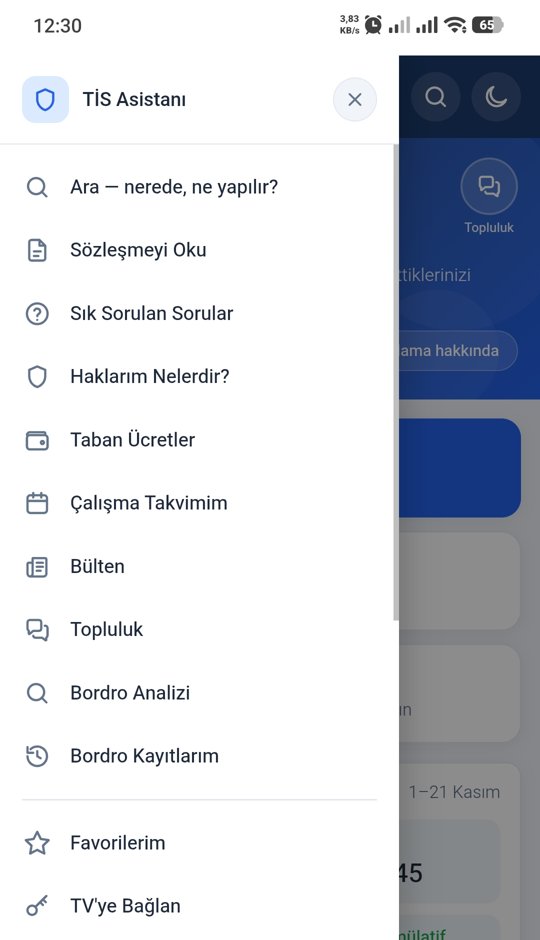 12:30
3,83
KB/s
65
TİS Asistanı
Ara — nerede, ne yapılır?
Sözleşmeyi Oku
Sık Sorulan Sorular
Haklarım Nelerdir?
Taban Ücretler
Çalışma Takvimim
Bülten
Topluluk
Bordro Analizi
Bordro Kayıtlarım
Favorilerim
TV'ye Bağlan
Topluluk
ttiklerinizi
ama hakkında
ın
1–21 Kasım
45
mülatif